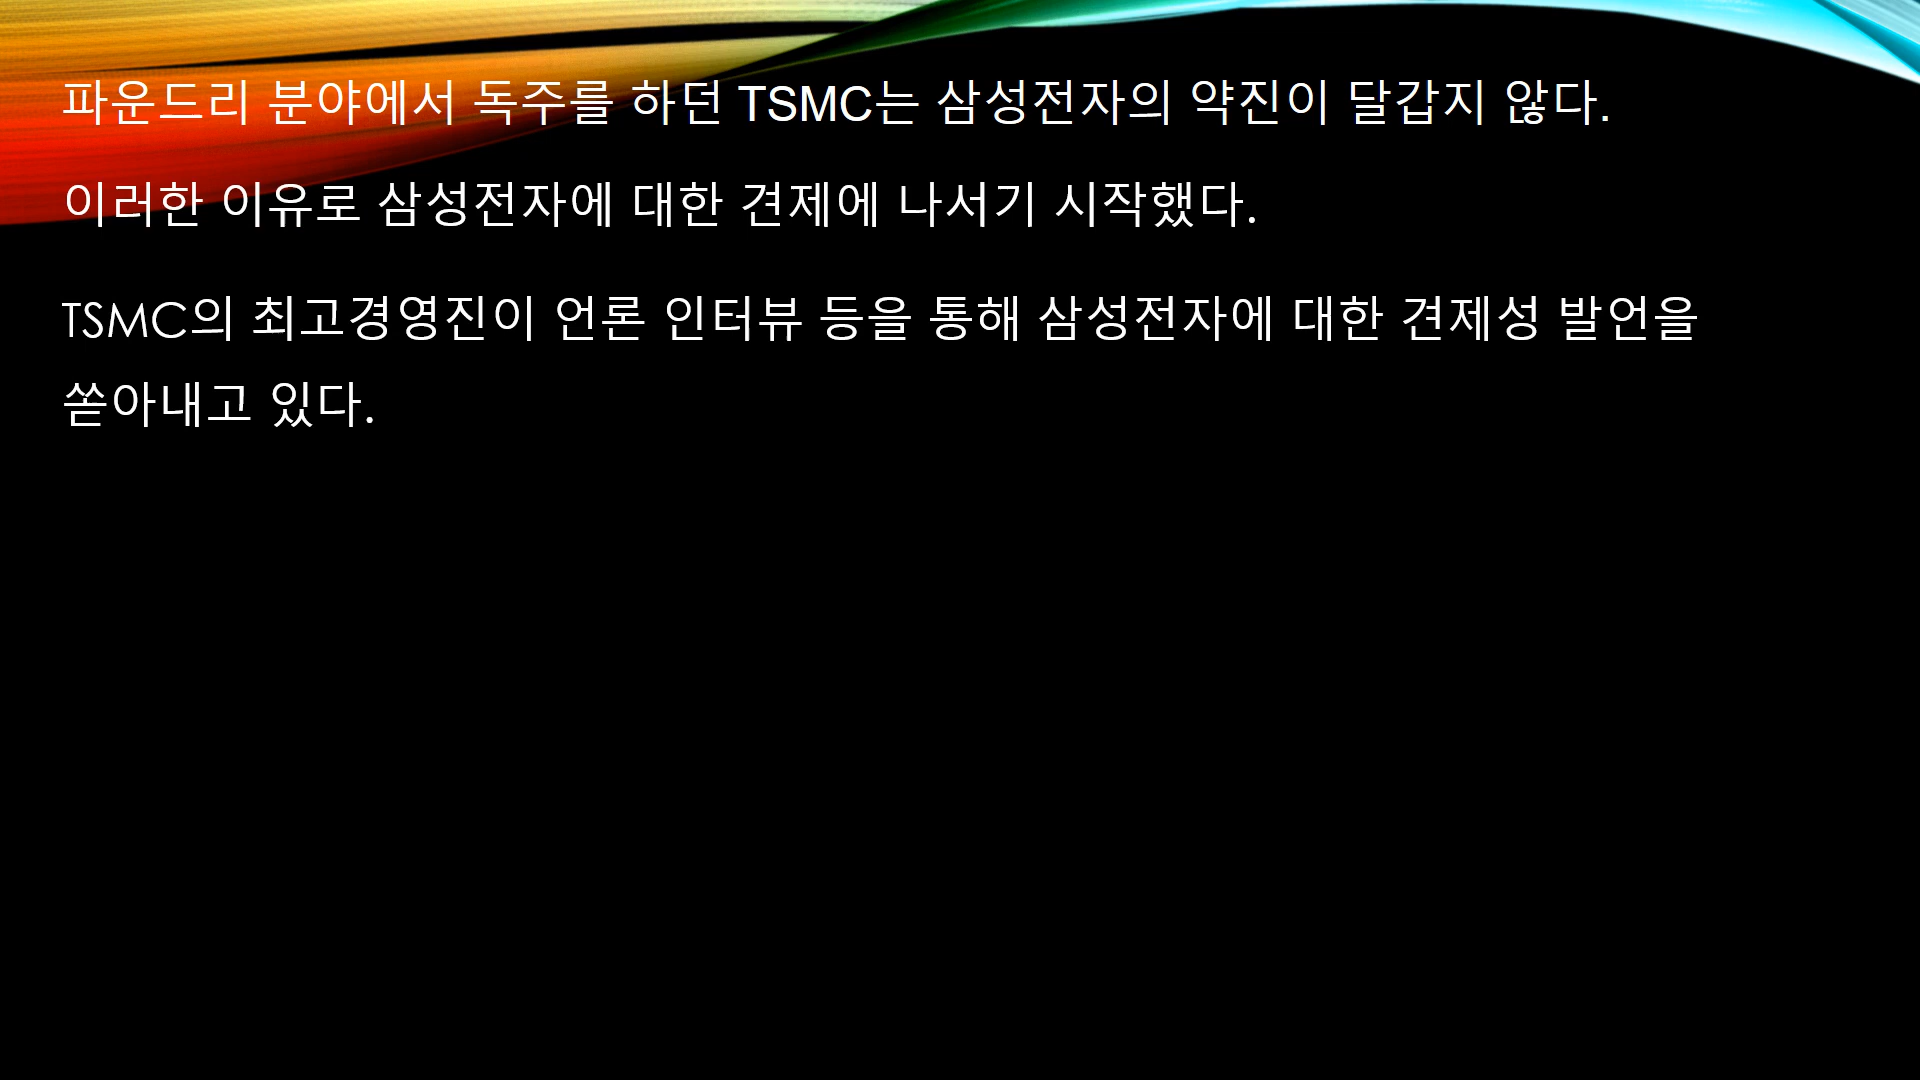 파운드리 분야에서 독주를 하던 TSMC는 삼성전자의 약진이 달갑지 않다.
이러한 이유로 삼성전자에 대한 견제에 나서기 시작했다.
TSMC의 최고경영진이 언론 인터뷰 등을 통해 삼성전자에 대한 견제성 발언을
쏟아내고 있다.